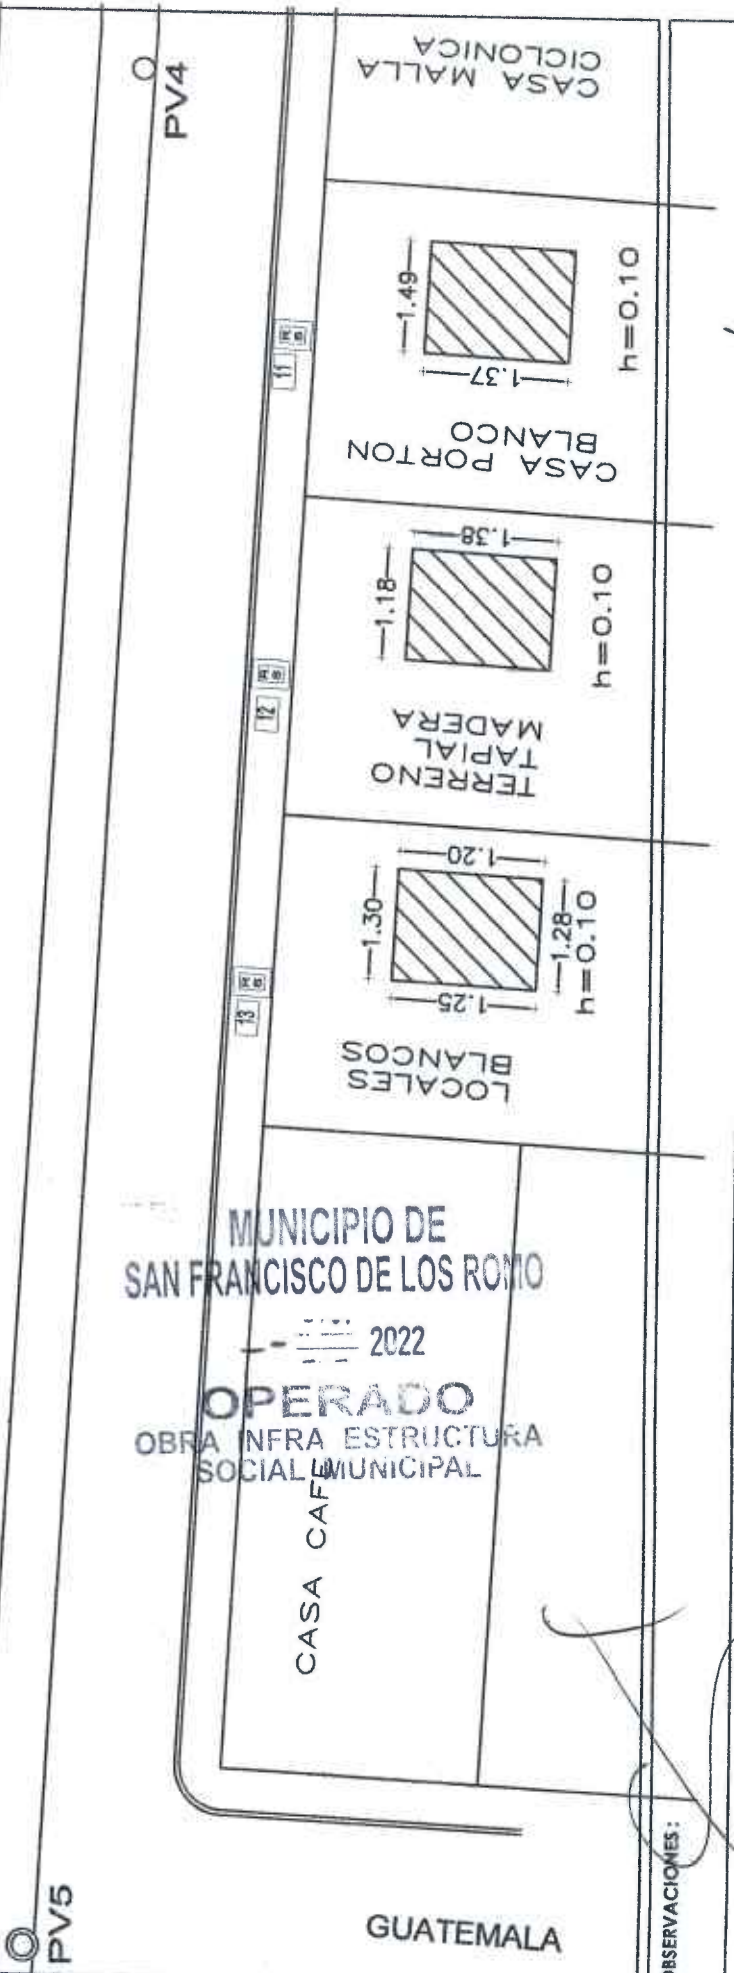 PV4
CASA MALLA
CICLONICA
1.49
1.37
h=0.10
11
CASA PORTON
BLANCO
1.38
1.18
h=0.10
12
TERRENO
TAPIAL
MADERA
1.20
1.30
1.28
1.25
h=0.10
13
LOCALES
BLANCOS
MUNICIPIO DE
SAN FRANCISCO DE LOS ROMO
2022
OPERADO
OBRA INFRA ESTRUCTURA
SOCIAL MUNICIPAL
CASA CAFE
PV5
GUATEMALA
OBSERVACIONES: